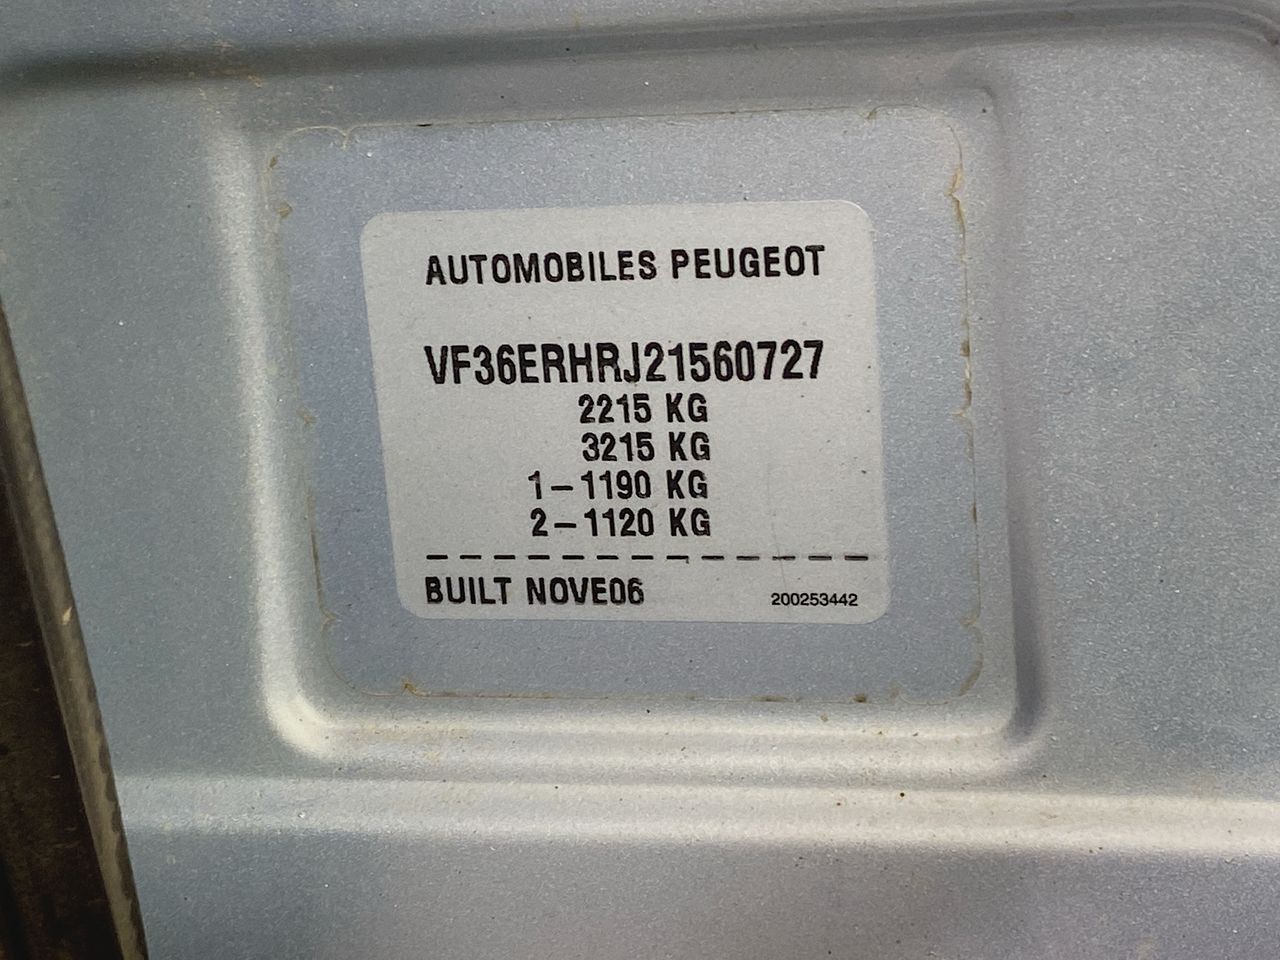 AUTOMOBILES PEUGEOT
VF36ERHRJ21560727
2215 KG
3215 KG
1-1190 KG
2-1120 KG
BUILT NOVE06 200253442